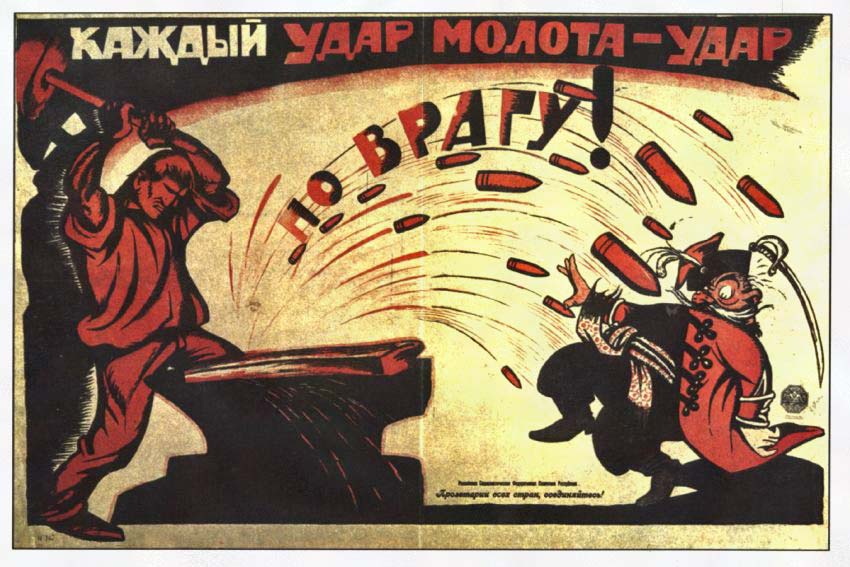 КАЖДЫЙ УДАР МОЛОТА – УДАР
ПО ВРАГУ!
Российская Социалистическая Федеративная Советская Республика.
Пролетарии всех стран, соединяйтесь!